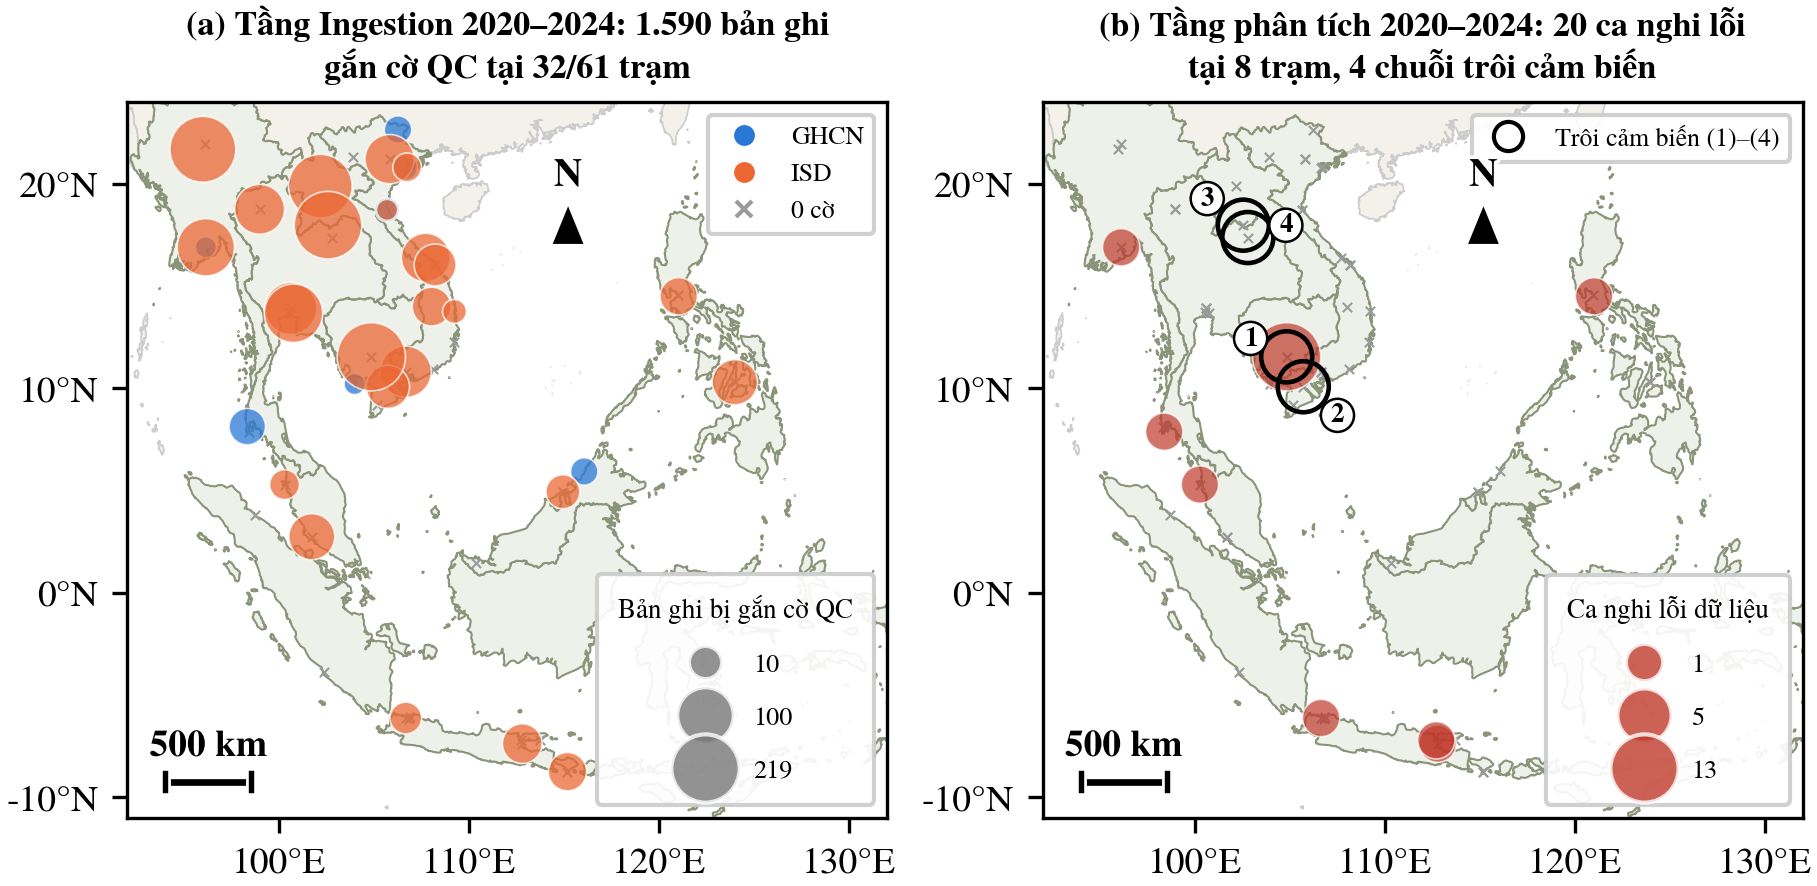 (a) Tầng Ingestion 2020–2024: 1.590 bản ghi
gắn cờ QC tại 32/61 trạm
GHCN
ISD
0 cờ
N
20°N
10°N
0°N
-10°N
Bản ghi bị gắn cờ QC
10
100
219
500 km
100°E
110°E
120°E
130°E
(b) Tầng phân tích 2020–2024: 20 ca nghi lỗi
tại 8 trạm, 4 chuỗi trôi cảm biến
Trôi cảm biến (1)–(4)
N
3
4
1
2
20°N
10°N
0°N
-10°N
Ca nghi lỗi dữ liệu
1
5
13
500 km
100°E
110°E
120°E
130°E